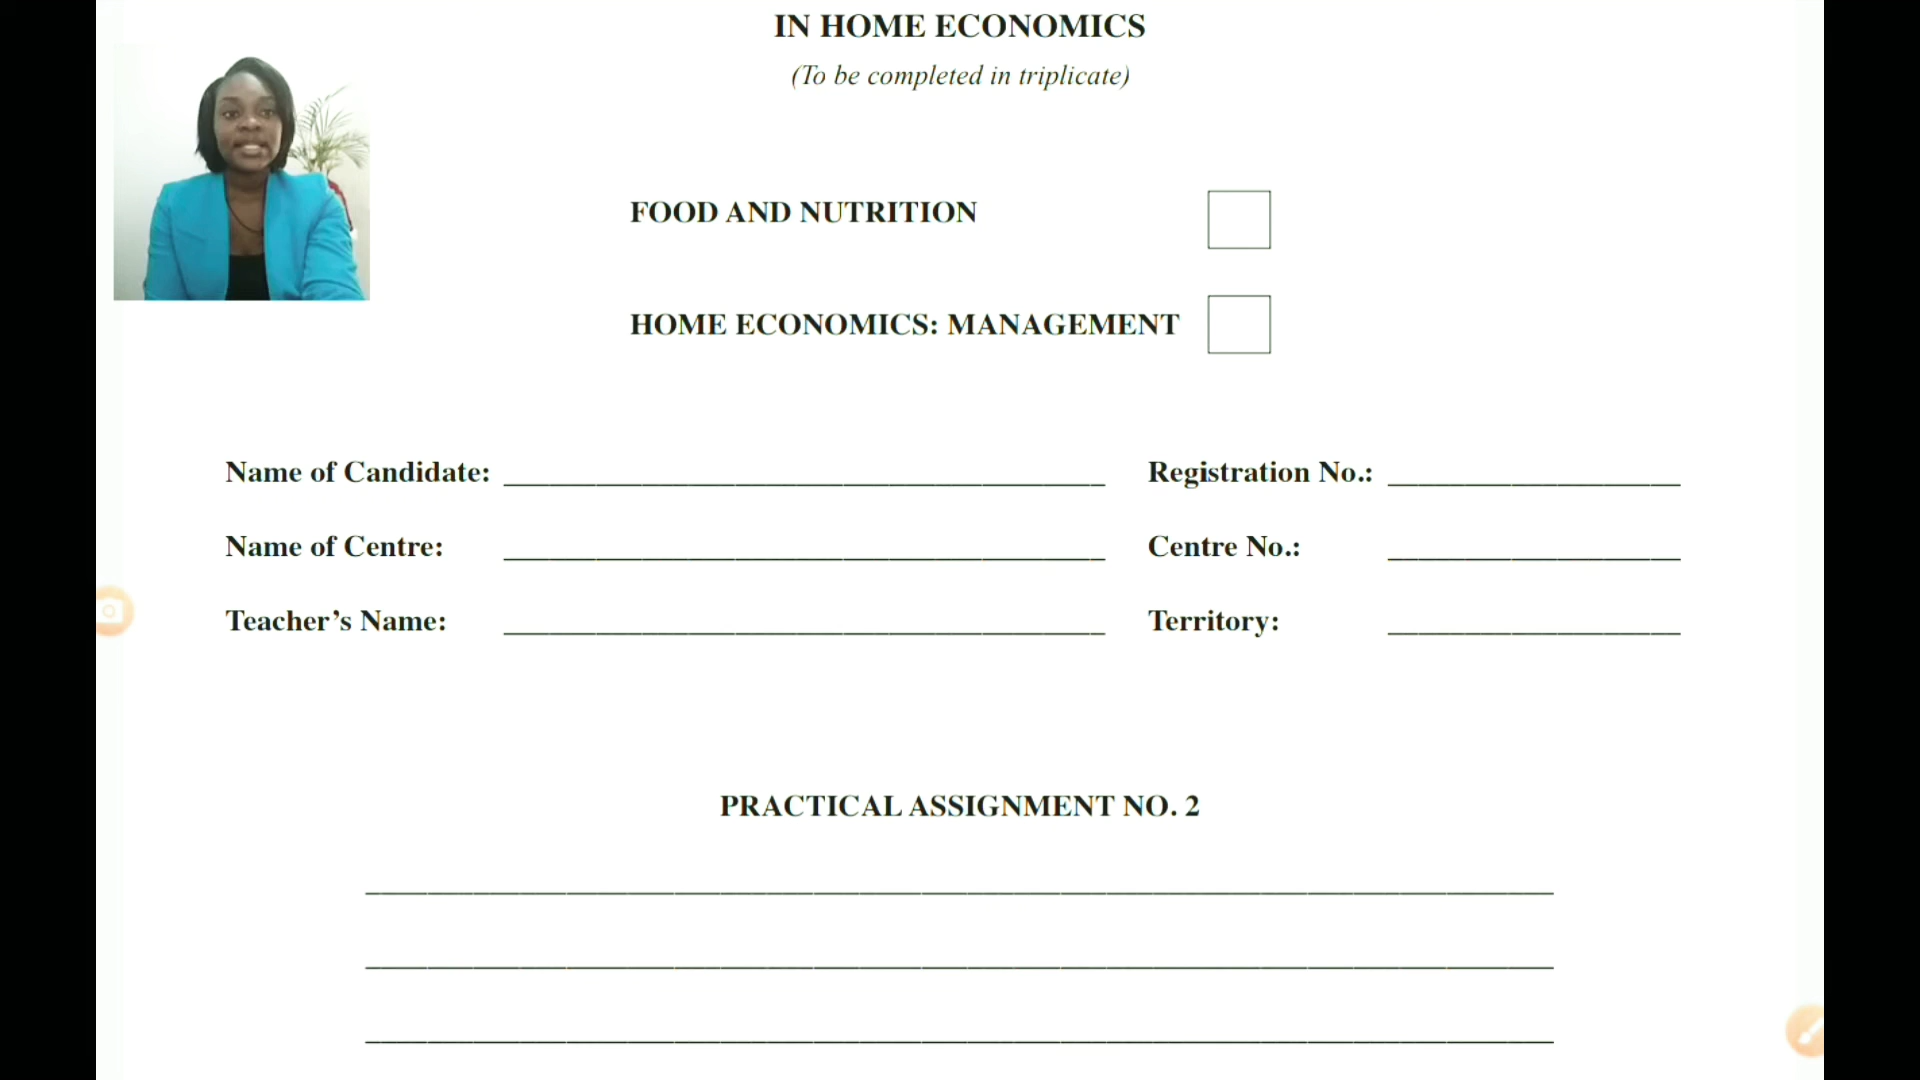 IN HOME ECONOMICS
(To be completed in triplicate)
FOOD AND NUTRITION
HOME ECONOMICS: MANAGEMENT
Name of Candidate: Registration No.:
Name of Centre: Centre No.:
Teacher’s Name: Territory:
PRACTICAL ASSIGNMENT NO. 2